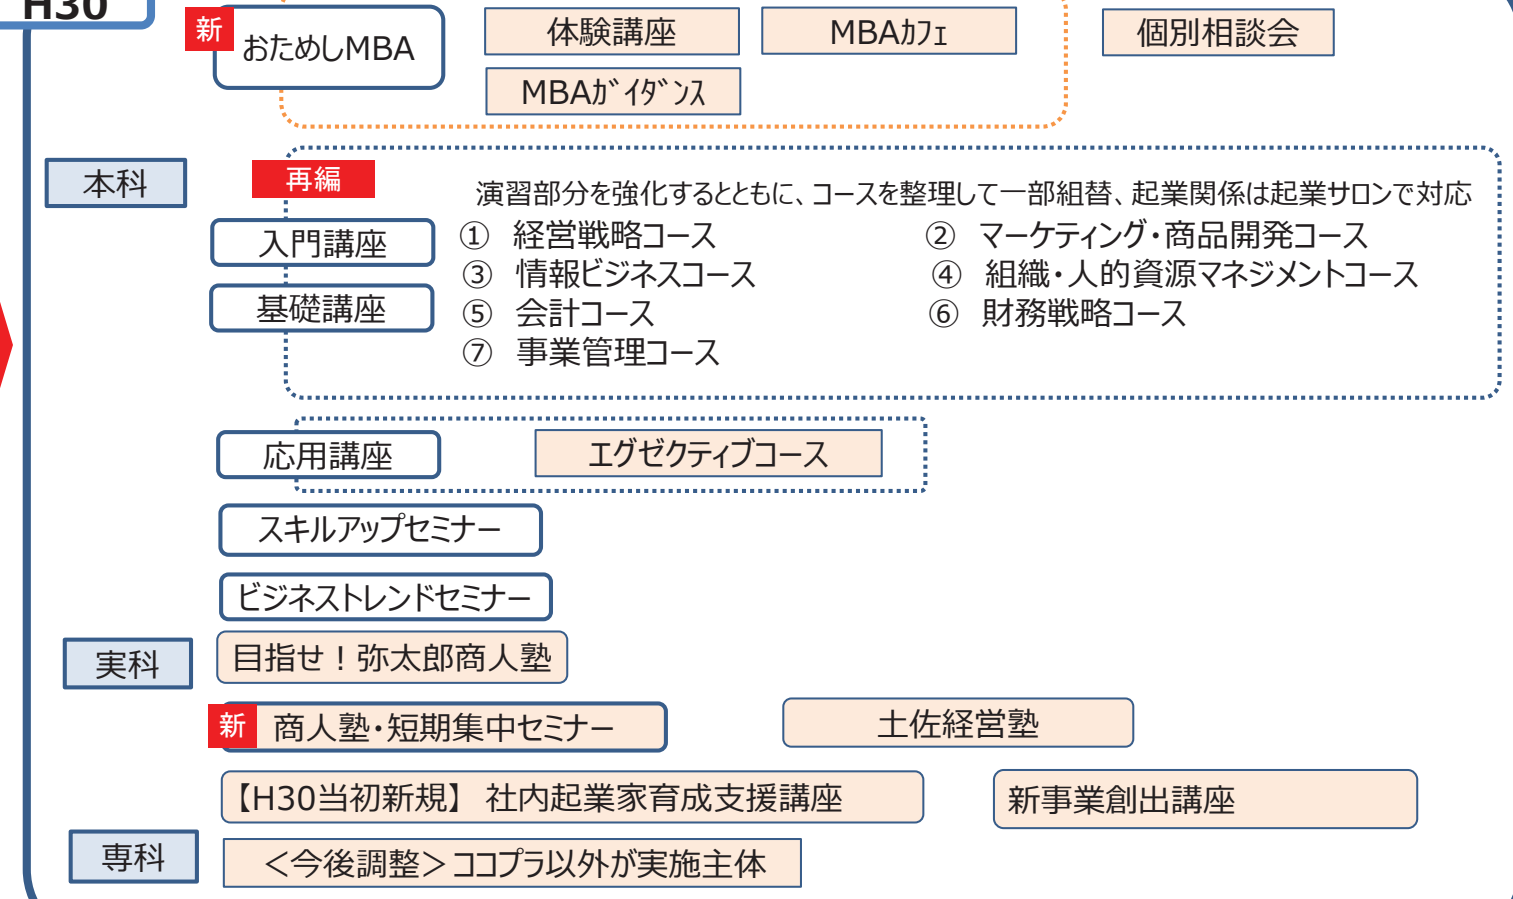 H30
新 おためしMBA 体験講座 MBAｶﾌｪ 個別相談会
MBAｶﾞｲﾀﾞﾝｽ
本科
再編
演習部分を強化するとともに、コースを整理して一部組替、起業関係は起業サロンで対応
入門講座
① 経営戦略コース ② マーケティング・商品開発コース
③ 情報ビジネスコース ④ 組織・人的資源マネジメントコース
基礎講座
⑤ 会計コース ⑥ 財務戦略コース
⑦ 事業管理コース
応用講座 エグゼクティブコース
スキルアップセミナー
ビジネストレンドセミナー
実科 目指せ！弥太郎商人塾
新 商人塾・短期集中セミナー 土佐経営塾
【H30当初新規】 社内起業家育成支援講座 新事業創出講座
専科 ＜今後調整＞ココプラ以外が実施主体